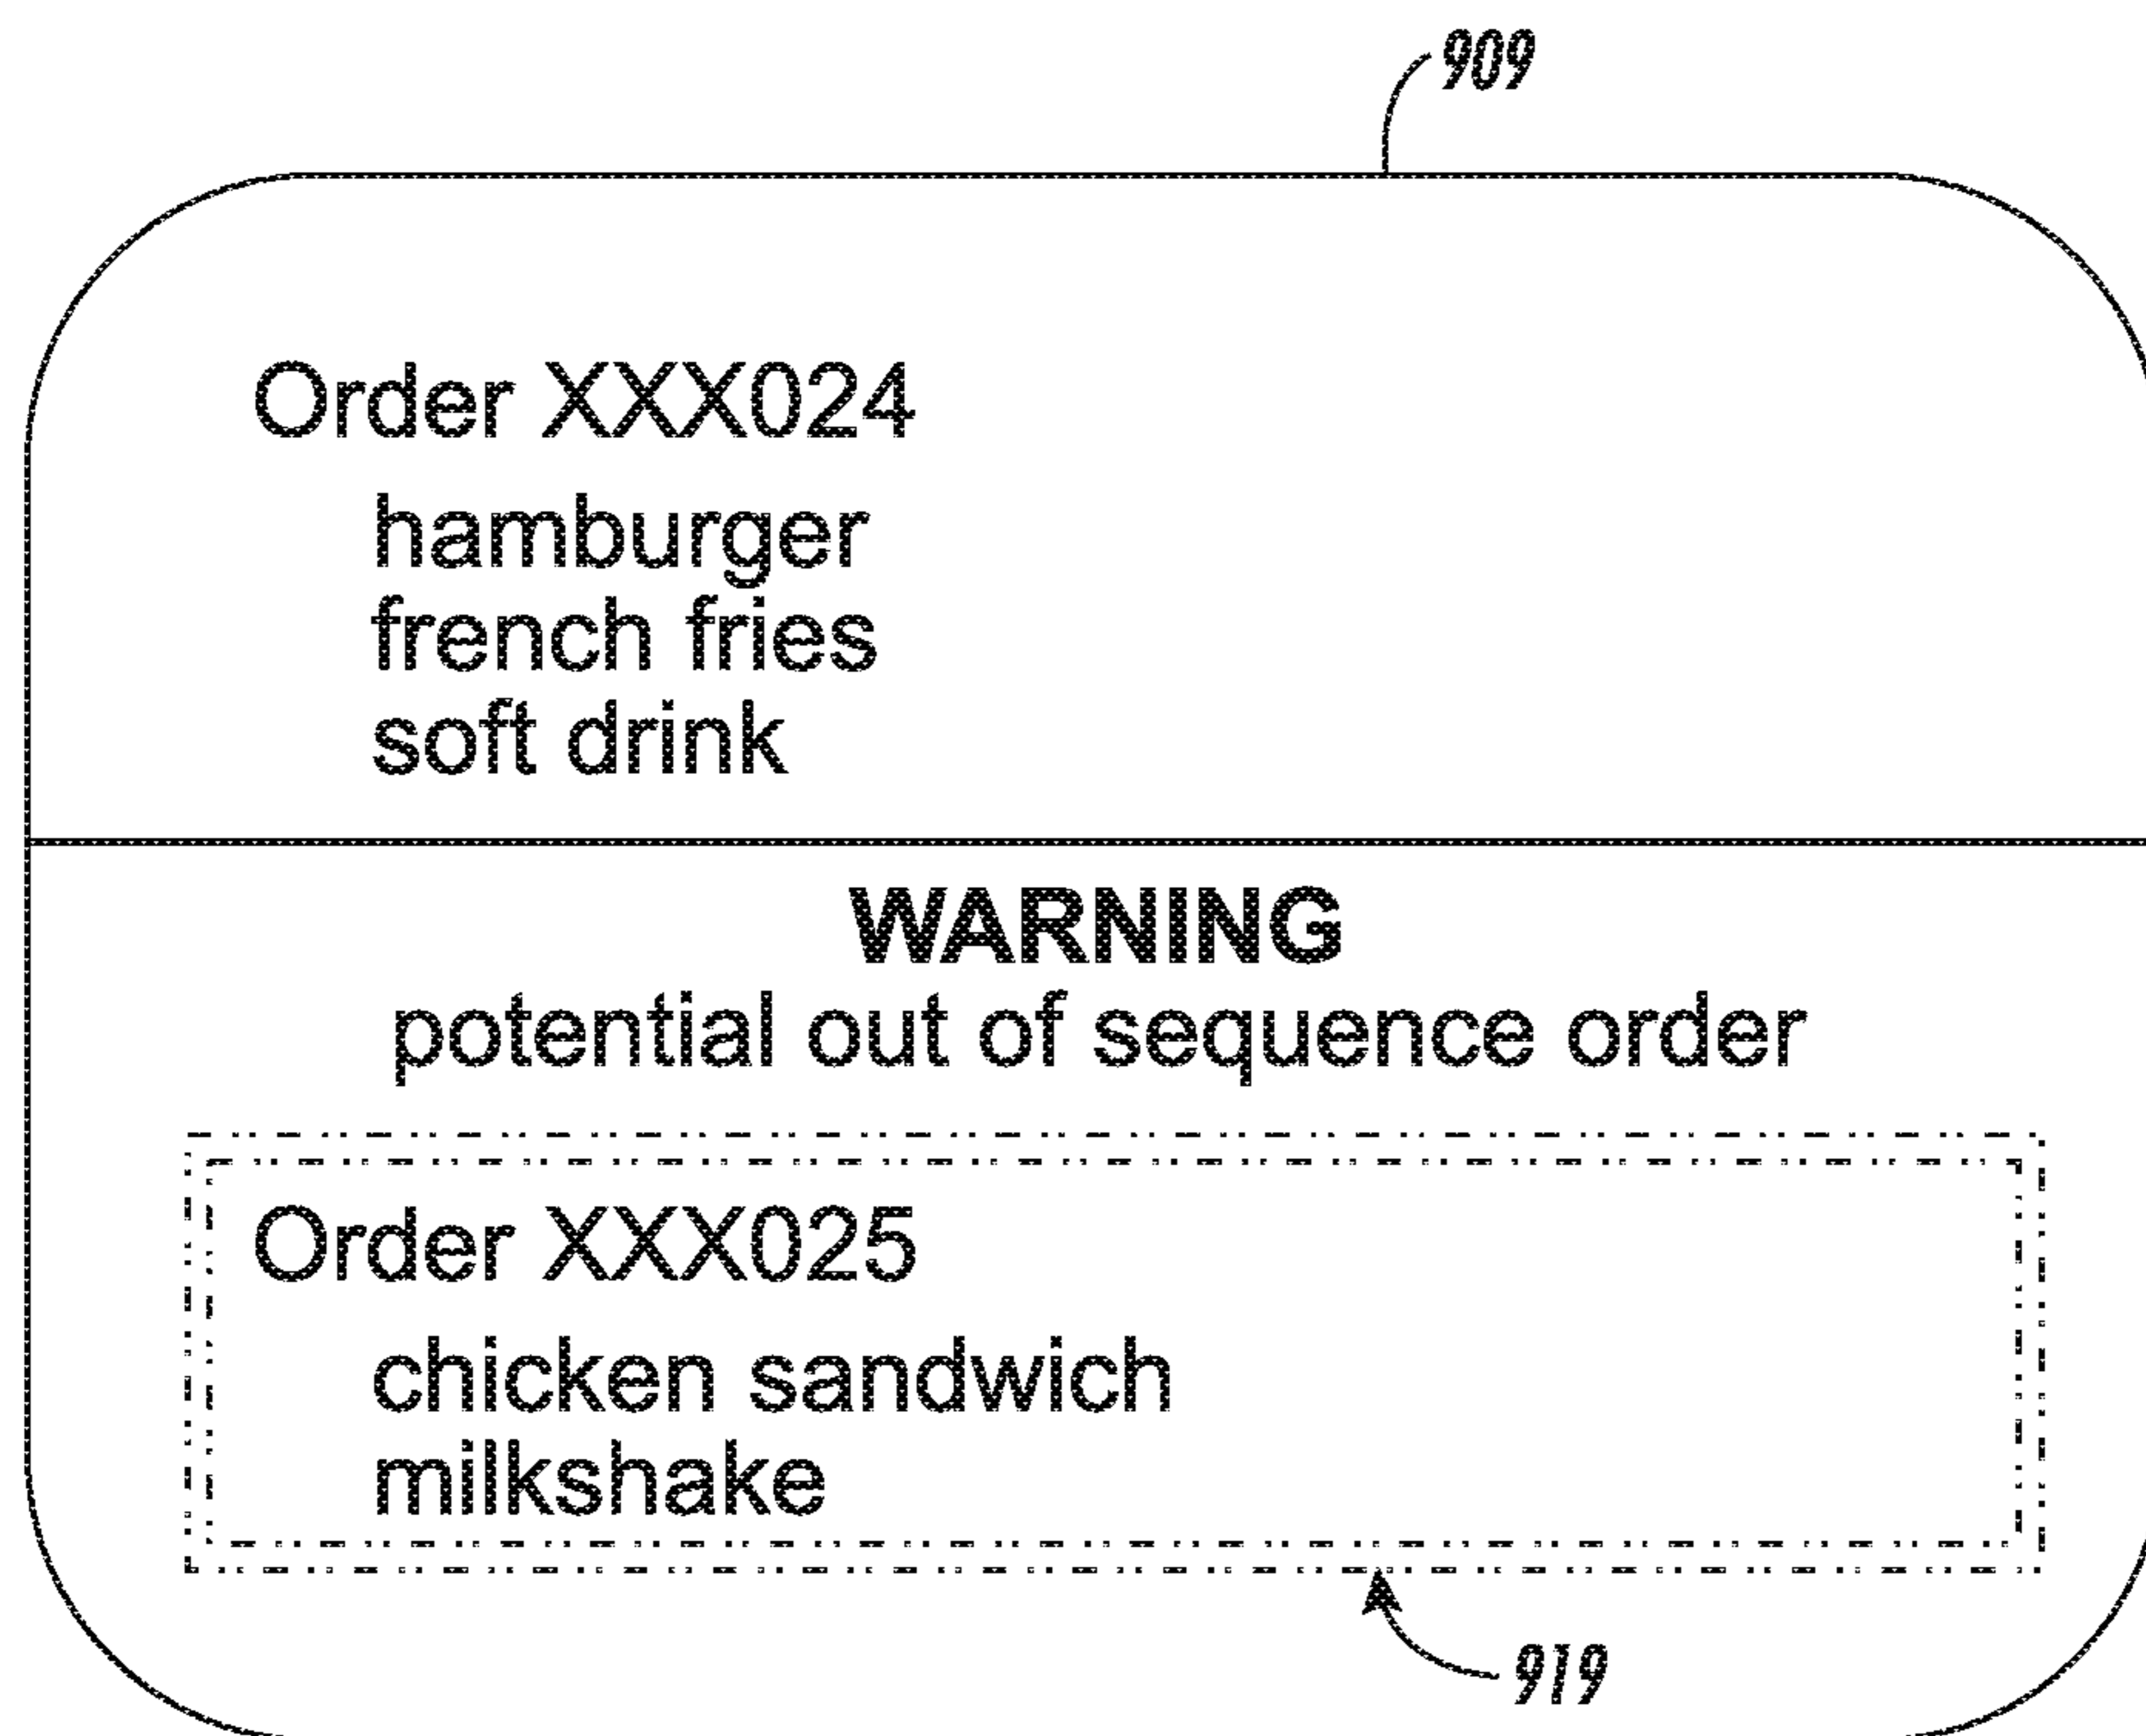 909
Order XXX024
hamburger
french fries
soft drink
WARNING
potential out of sequence order
Order XXX025
chicken sandwich
milkshake
919